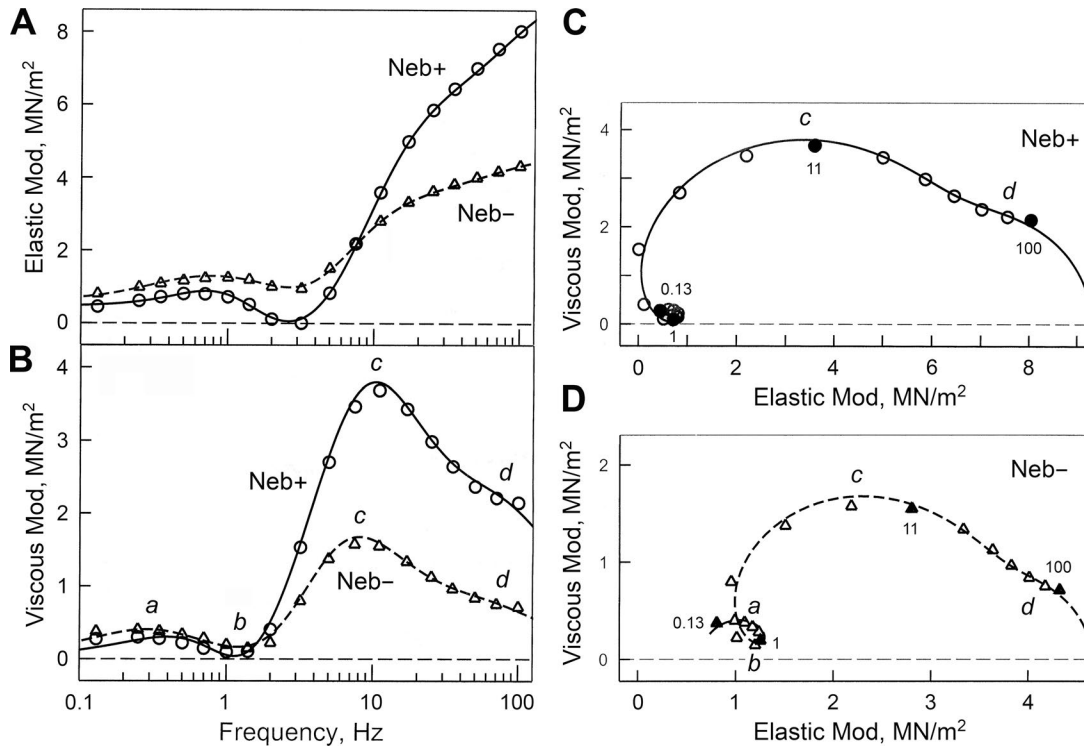 A
Elastic Mod, MN/m²
8
6
4
2
0
Neb+
Neb−
B
Viscous Mod, MN/m²
4
3
2
1
0
c
Neb+
d
c
Neb−
d
a
b
0.1
1
10
100
Frequency, Hz
C
Viscous Mod, MN/m²
4
2
0
c
Neb+
11
d
100
0.13
1
0 2 4 6 8
Elastic Mod, MN/m²
D
Viscous Mod, MN/m²
2
1
0
c
Neb−
11
100
d
a
0.13
1
b
0 1 2 3 4
Elastic Mod, MN/m²